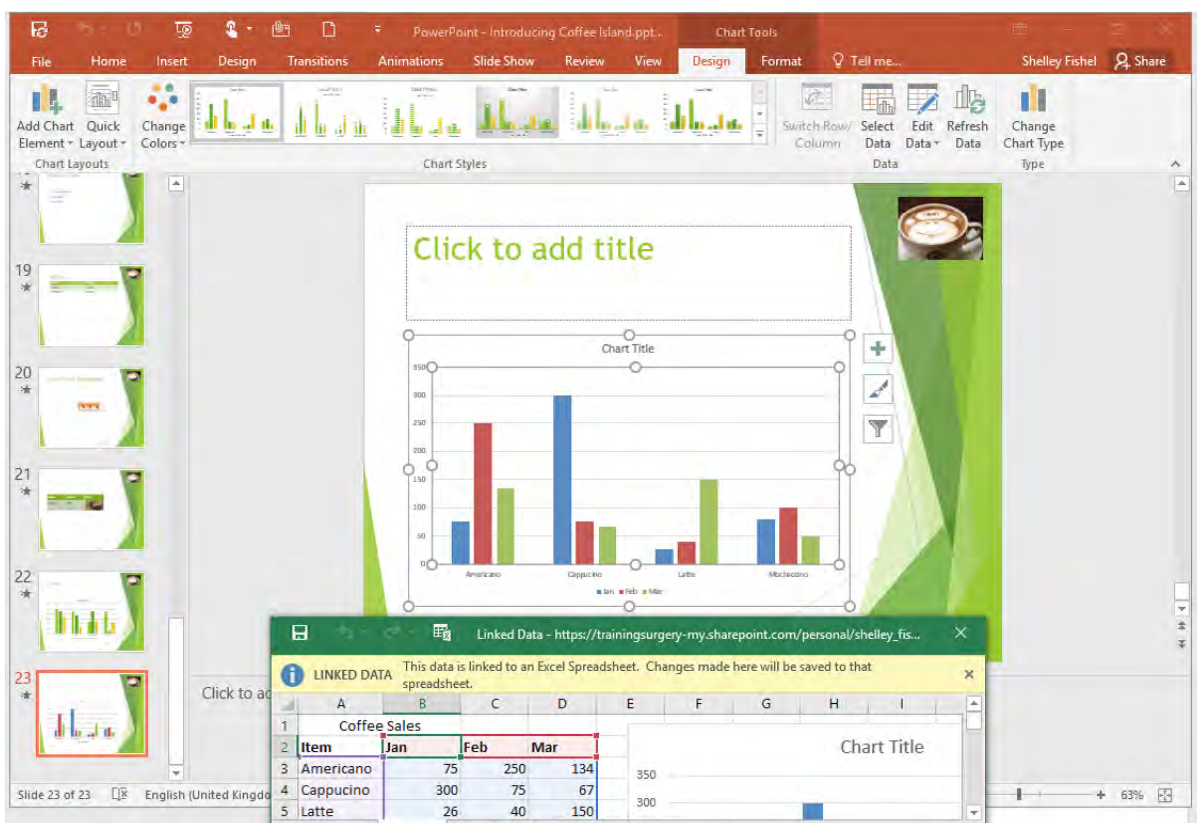 PowerPoint - Introducing Coffee Island.ppt...
Chart Tools
File Home Insert Design Transitions Animations Slide Show Review View Design Format Tell me... Shelley Fishel Share
Add Chart Element
Quick Layout
Change Colors
Switch Row/ Column
Select Data
Edit Data
Refresh Data
Change Chart Type
Chart Layouts
Chart Styles
Data
Type
19
20
21
22
23
Click to add title
Chart Title
350
300
250
200
150
100
50
0
Americano Cappucino Latte Mochaccino
Jan Feb Mar
Linked Data - https://trainingsurgery-my.sharepoint.com/personal/shelley_fis...
LINKED DATA
This data is linked to an Excel Spreadsheet. Changes made here will be saved to that
spreadsheet.
Click to ad
A B C D E F G H I
1 Coffee Sales
2 Item Jan Feb Mar
3 Americano 75 250 134
4 Cappucino 300 75 67
5 Latte 26 40 150
Chart Title
350
300
Slide 23 of 23 English (United Kingdo
63%